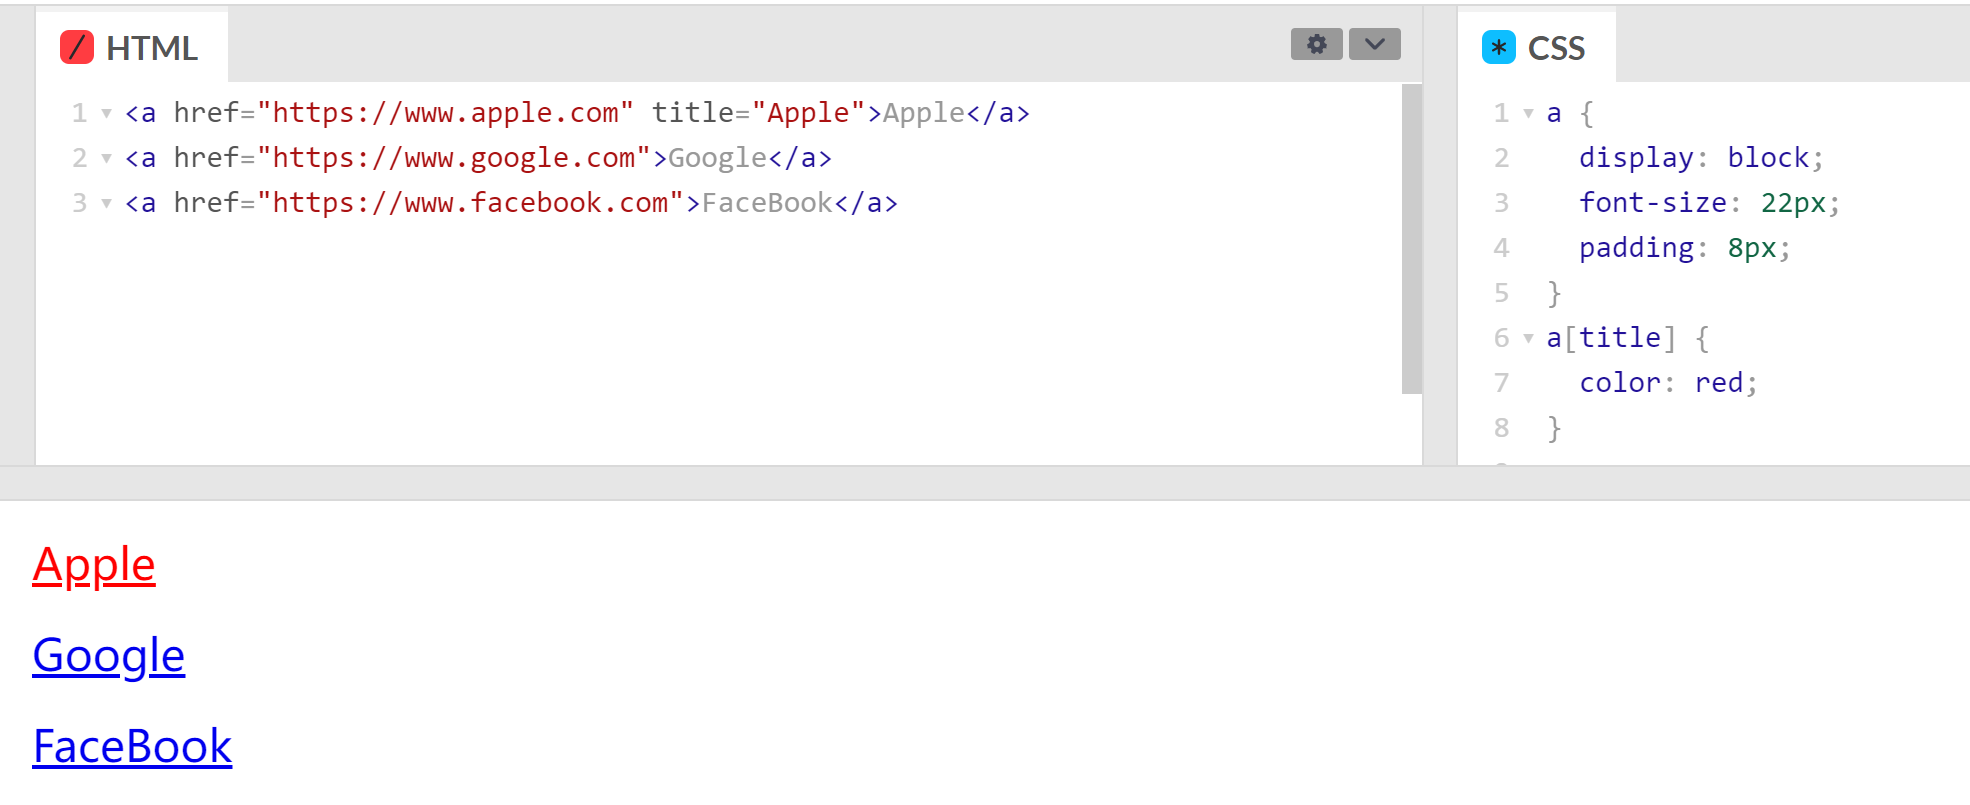 HTML
1 <a href="https://www.apple.com" title="Apple">Apple</a>
2 <a href="https://www.google.com">Google</a>
3 <a href="https://www.facebook.com">FaceBook</a>
CSS
1 a {
2   display: block;
3   font-size: 22px;
4   padding: 8px;
5 }
6 a[title] {
7   color: red;
8 }
Apple
Google
FaceBook